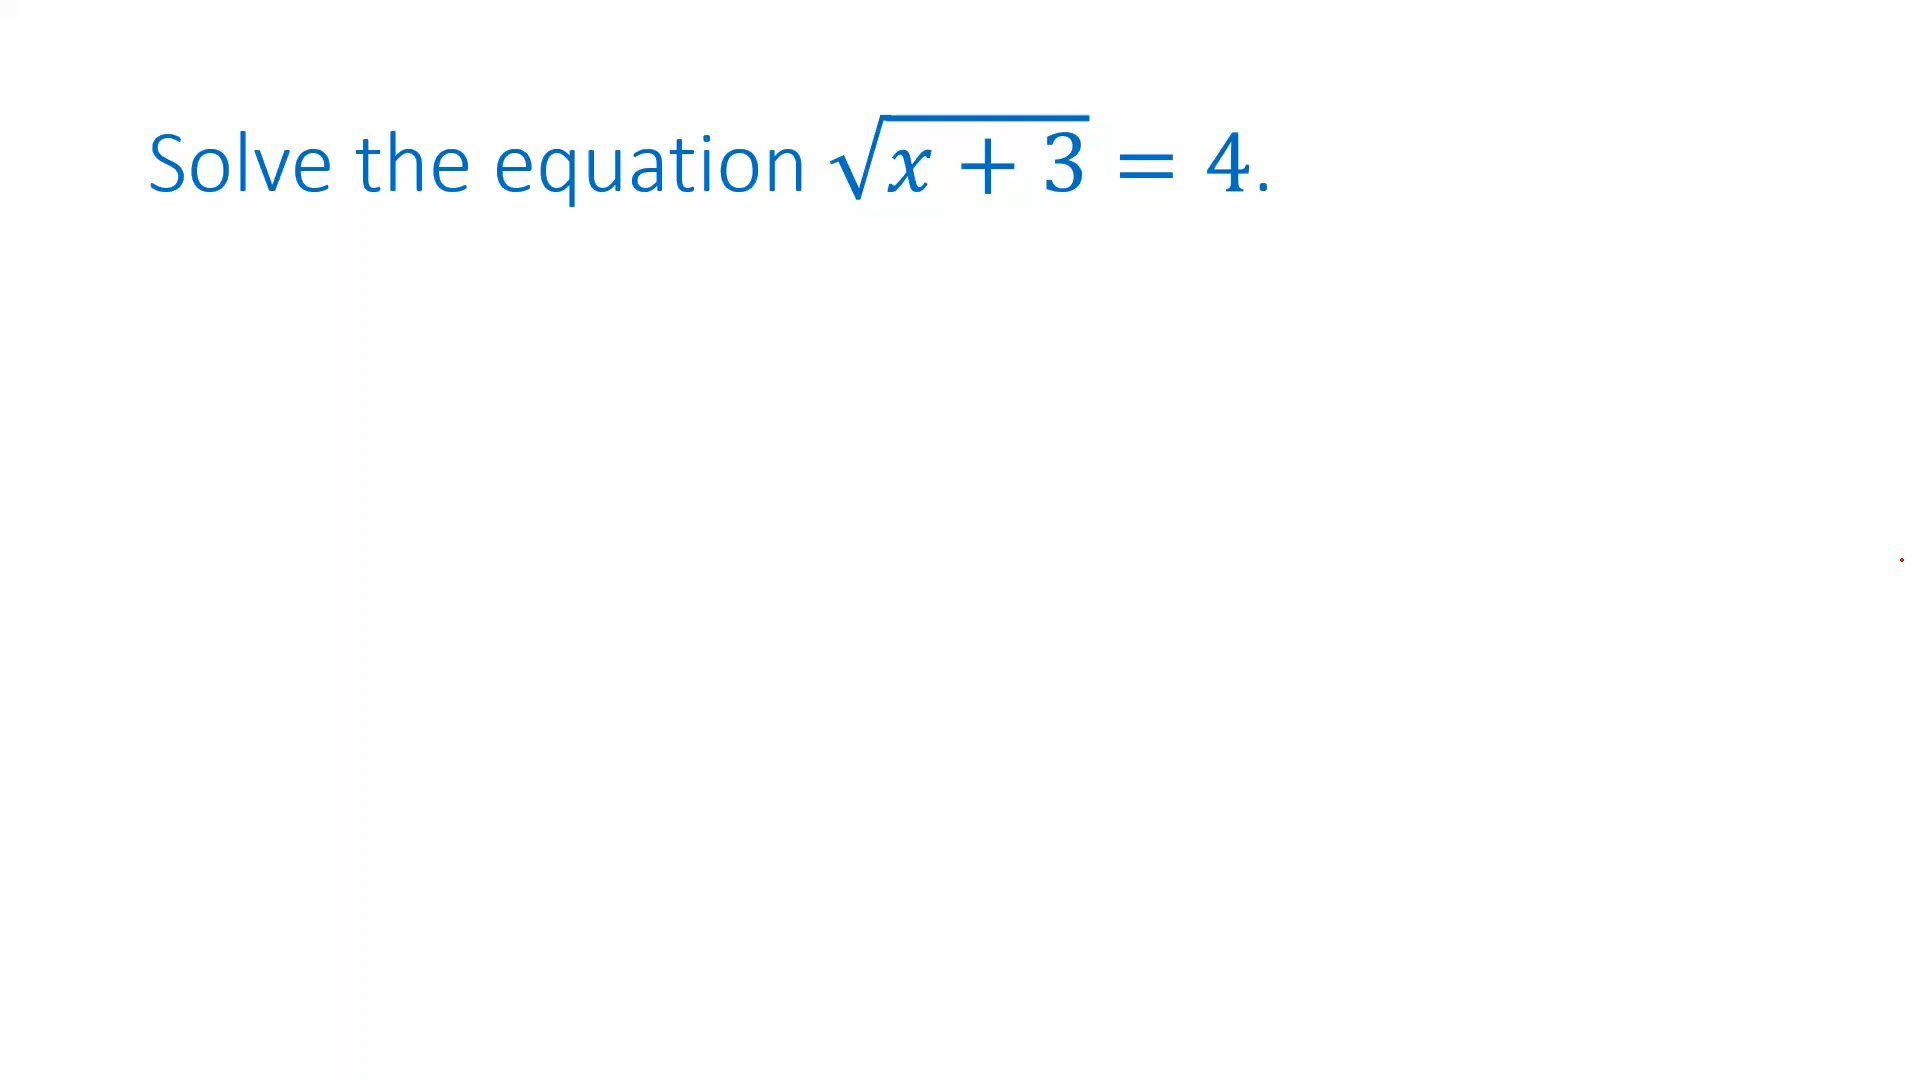 Solve the equation √(x + 3) = 4.